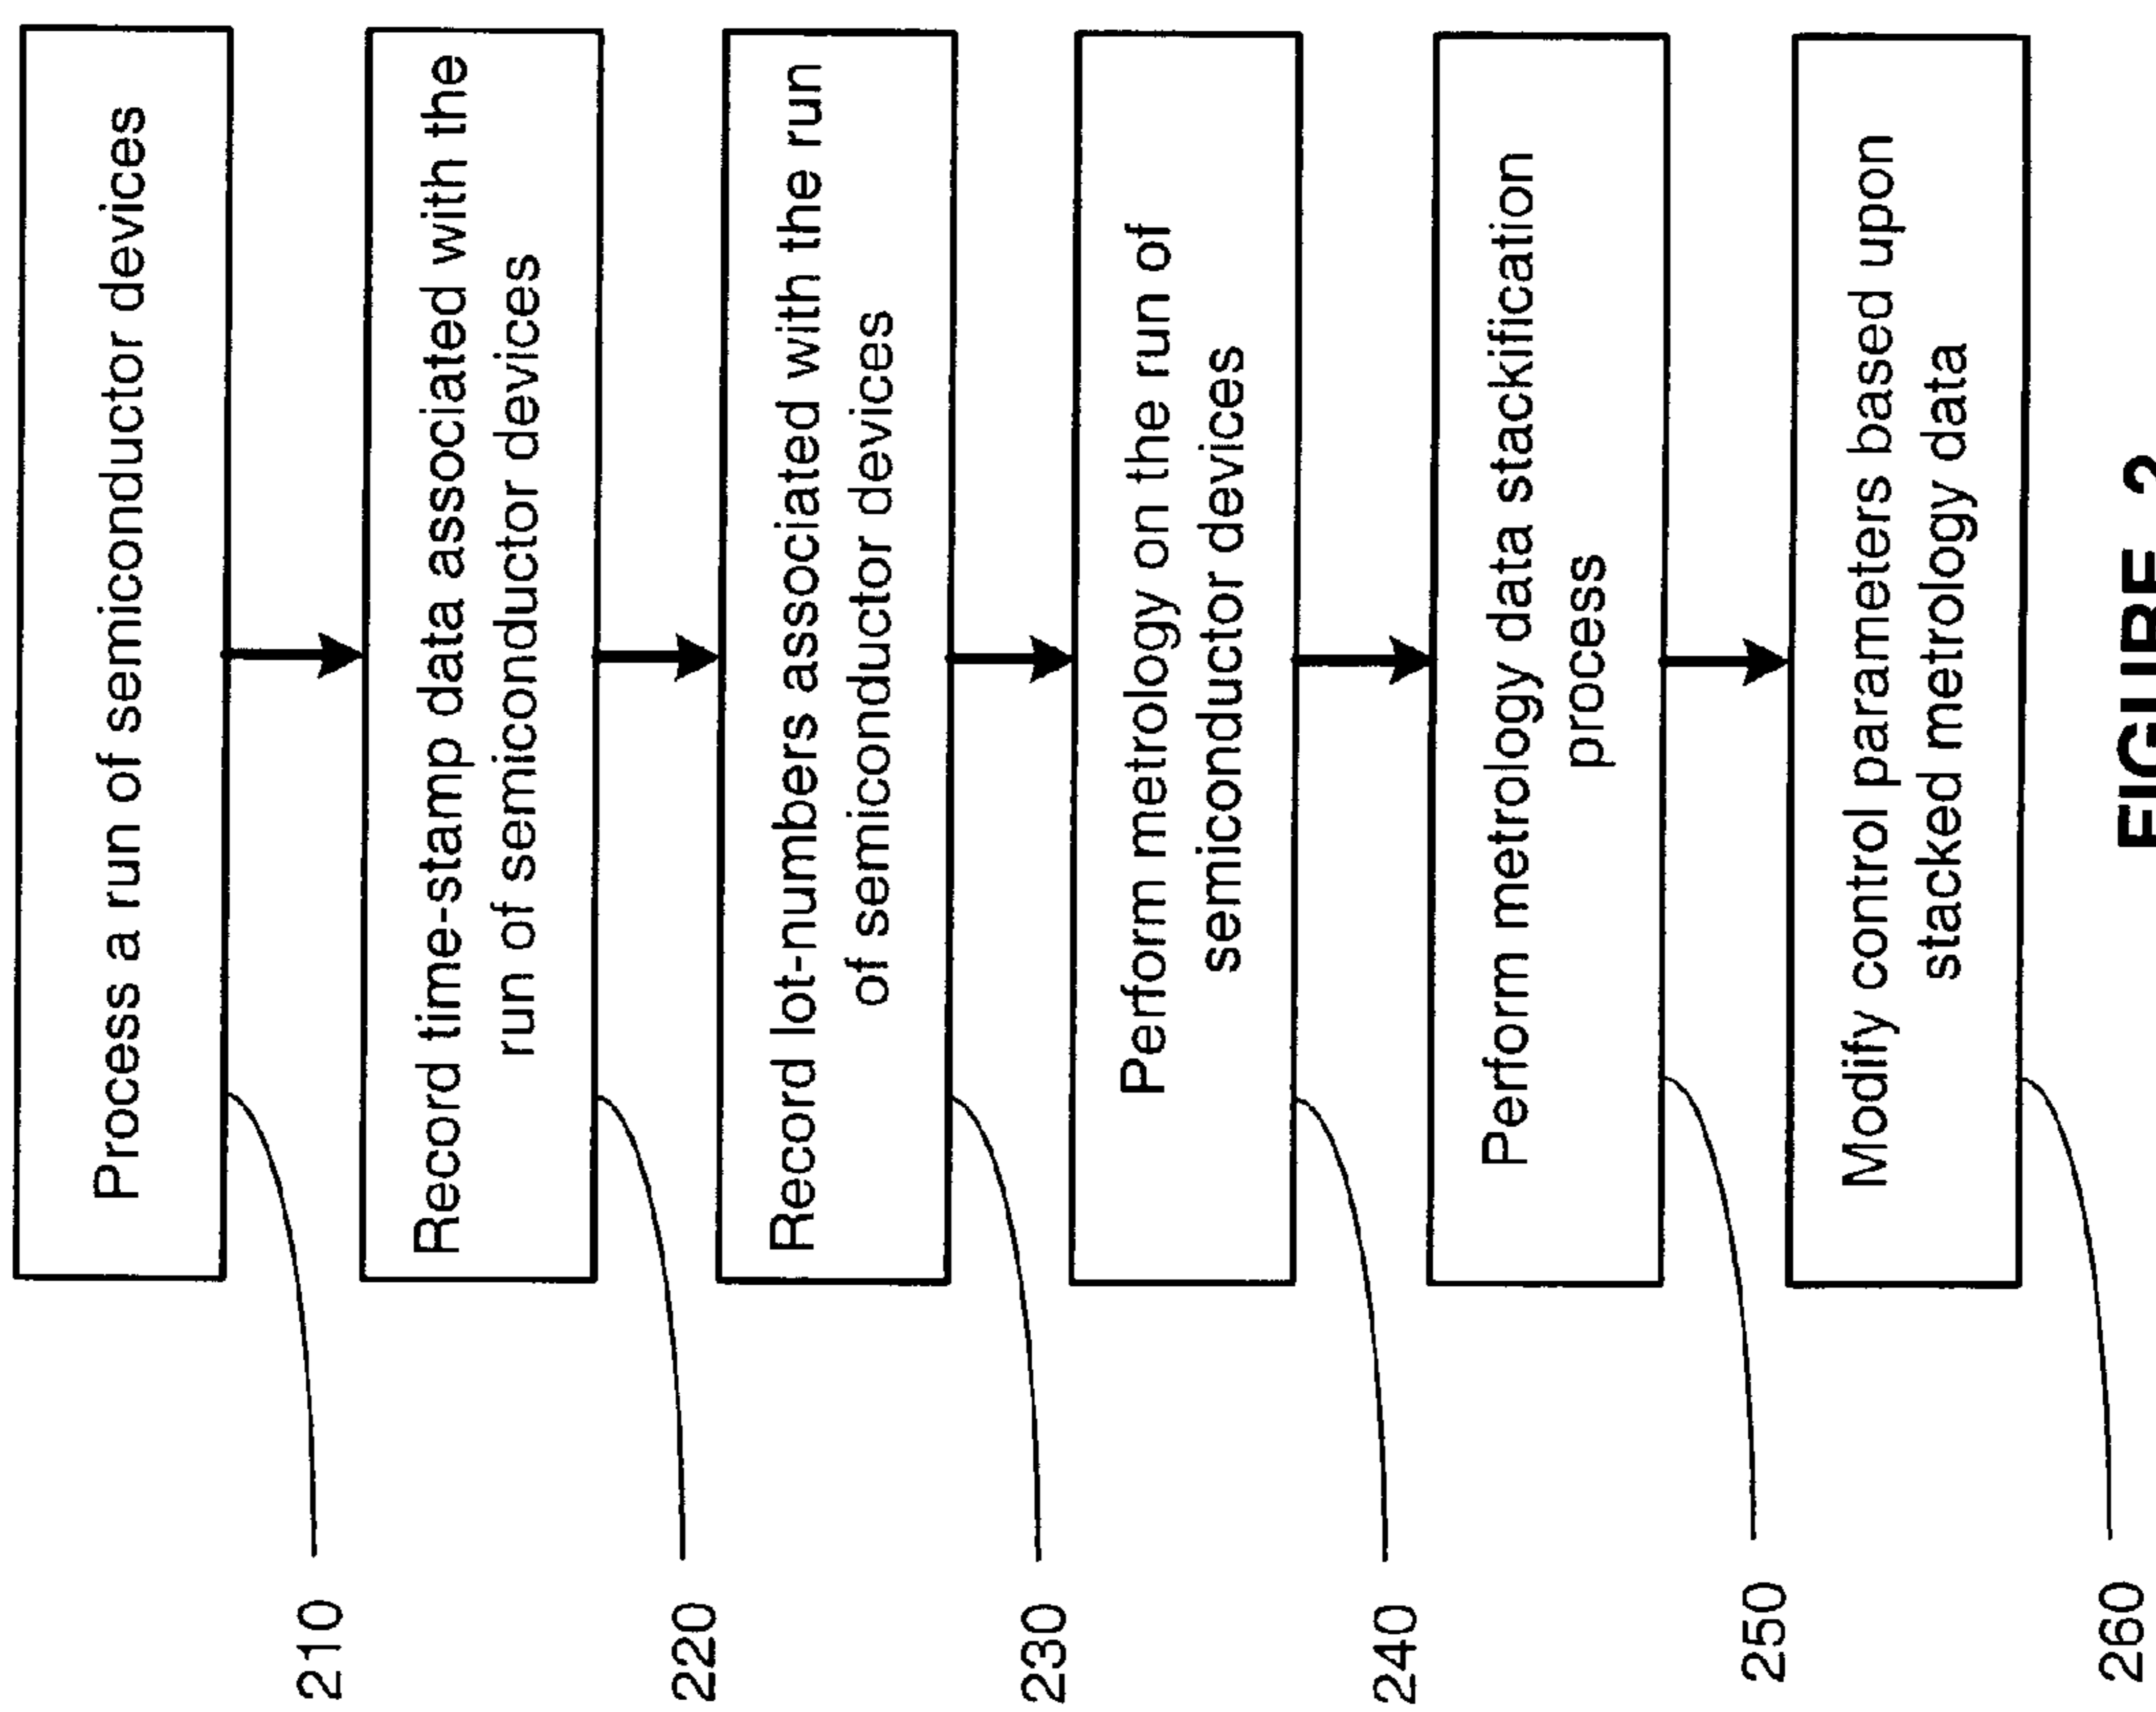 Process a run of semiconductor devices
210
Record time-stamp data associated with the
run of semiconductor devices
220
Record lot-numbers associated with the run
of semiconductor devices
230
Perform metrology on the run of
semiconductor devices
240
Perform metrology data stackification
process
250
Modify control parameters based upon
stacked metrology data
260
FIGURE 2